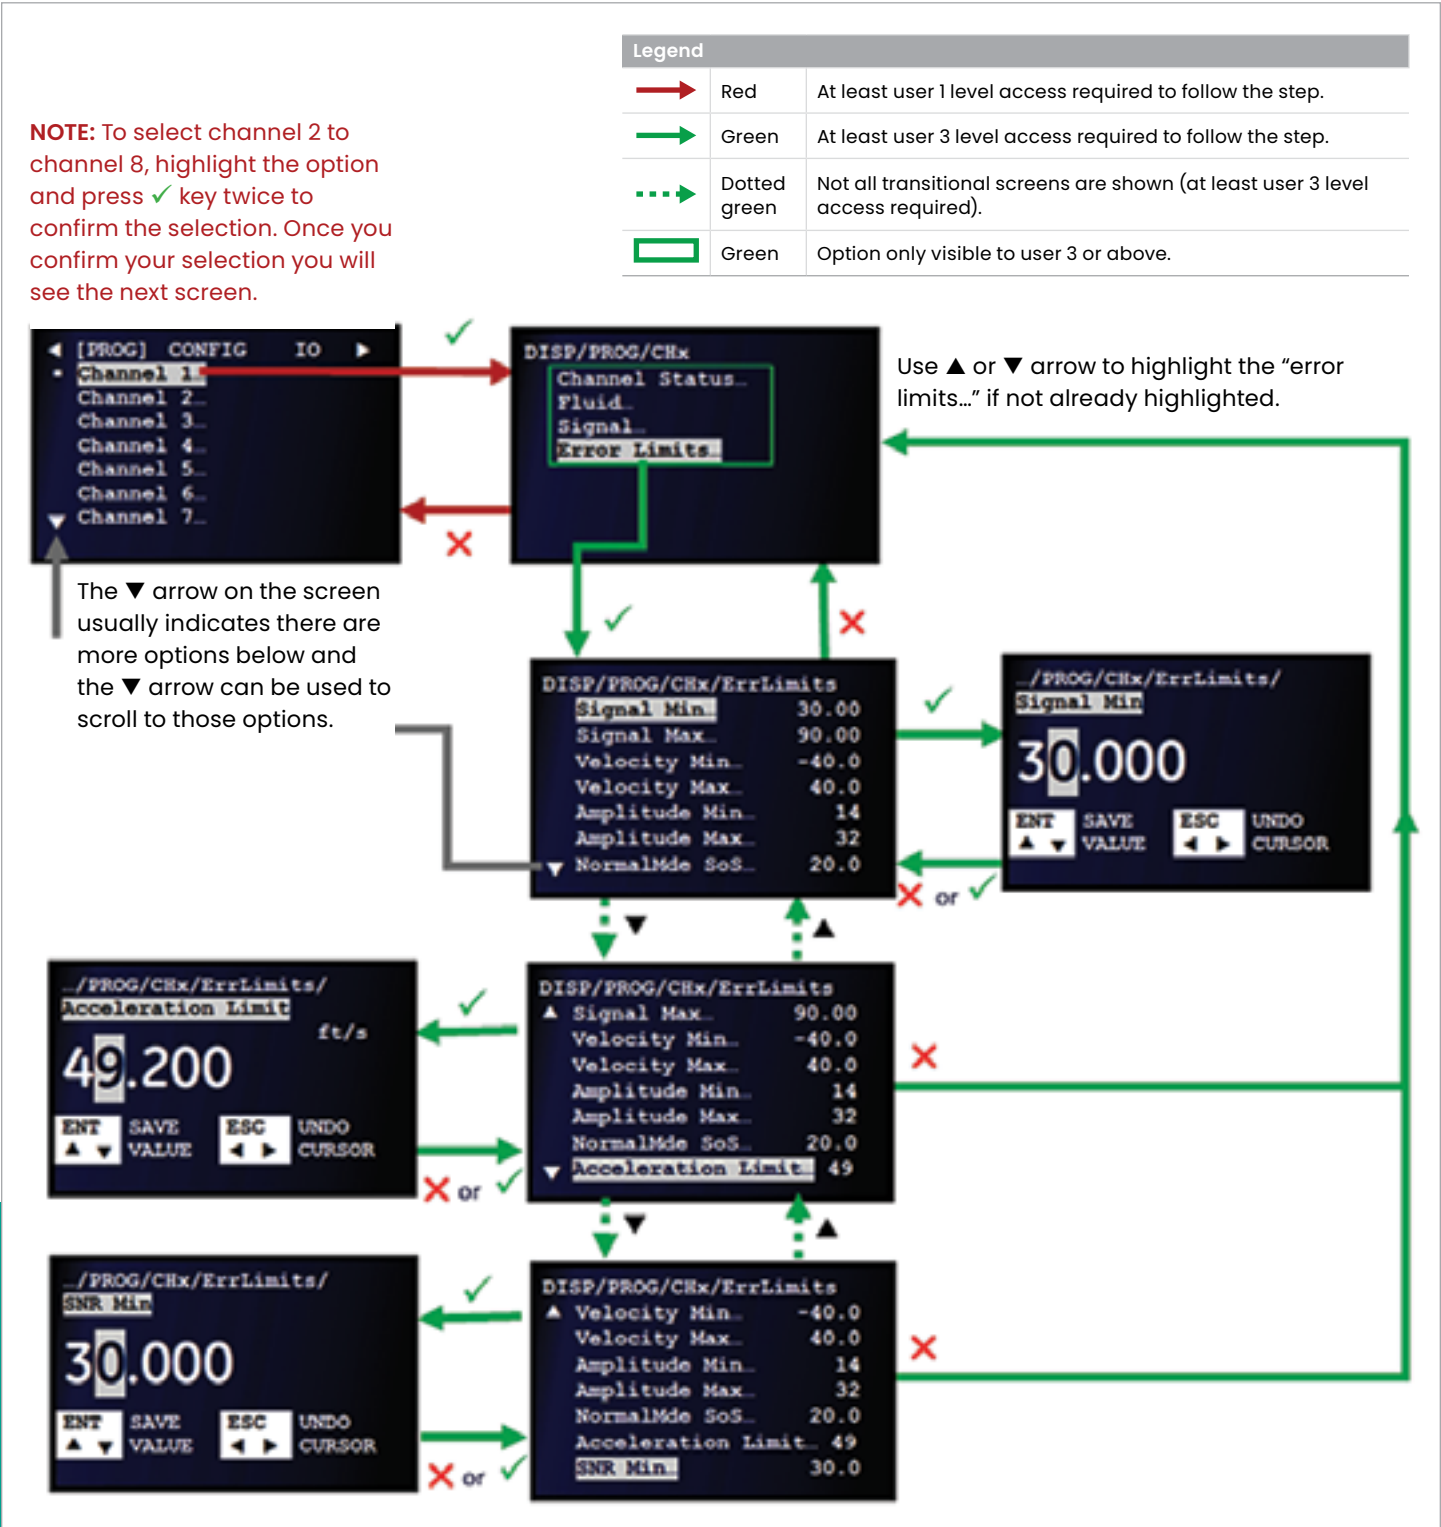 Legend
Red At least user 1 level access required to follow the step.
Green At least user 3 level access required to follow the step.
Dotted green Not all transitional screens are shown (at least user 3 level access required).
Green Option only visible to user 3 or above.
NOTE: To select channel 2 to
channel 8, highlight the option
and press ✓ key twice to
confirm the selection. Once you
confirm your selection you will
see the next screen.
◀ [PROG] CONFIG IO ▶
Channel 1…
Channel 2…
Channel 3…
Channel 4…
Channel 5…
Channel 6…
▼ Channel 7…
✓
✕
DISP/PROG/CHx
Channel Status…
Fluid…
Signal…
Error Limits…
Use ▲ or ▼ arrow to highlight the “error
limits…” if not already highlighted.
The ▼ arrow on the screen
usually indicates there are
more options below and
the ▼ arrow can be used to
scroll to those options.
✓
✕
DISP/PROG/CHx/ErrLimits
Signal Min… 30.00
Signal Max… 90.00
Velocity Min… -40.0
Velocity Max… 40.0
Amplitude Min… 14
Amplitude Max… 32
▼ NormalMde SoS… 20.0
✓
✕ or ✓
…/PROG/CHx/ErrLimits/
Signal Min
30.000
ENT SAVE ESC UNDO
▲ ▼ VALUE ◀ ▶ CURSOR
▼ ▲
…/PROG/CHx/ErrLimits/
Acceleration Limit
ft/s
49.200
ENT SAVE ESC UNDO
▲ ▼ VALUE ◀ ▶ CURSOR
✓
✕ or ✓
DISP/PROG/CHx/ErrLimits
▲ Signal Max… 90.00
Velocity Min… -40.0
Velocity Max… 40.0
Amplitude Min… 14
Amplitude Max… 32
NormalMde SoS… 20.0
▼ Acceleration Limit… 49
✕
▼ ▲
…/PROG/CHx/ErrLimits/
SNR Min
30.000
ENT SAVE ESC UNDO
▲ ▼ VALUE ◀ ▶ CURSOR
✓
✕ or ✓
DISP/PROG/CHx/ErrLimits
▲ Velocity Min… -40.0
Velocity Max… 40.0
Amplitude Min… 14
Amplitude Max… 32
NormalMde SoS… 20.0
Acceleration Limit… 49
SNR Min… 30.0
✕